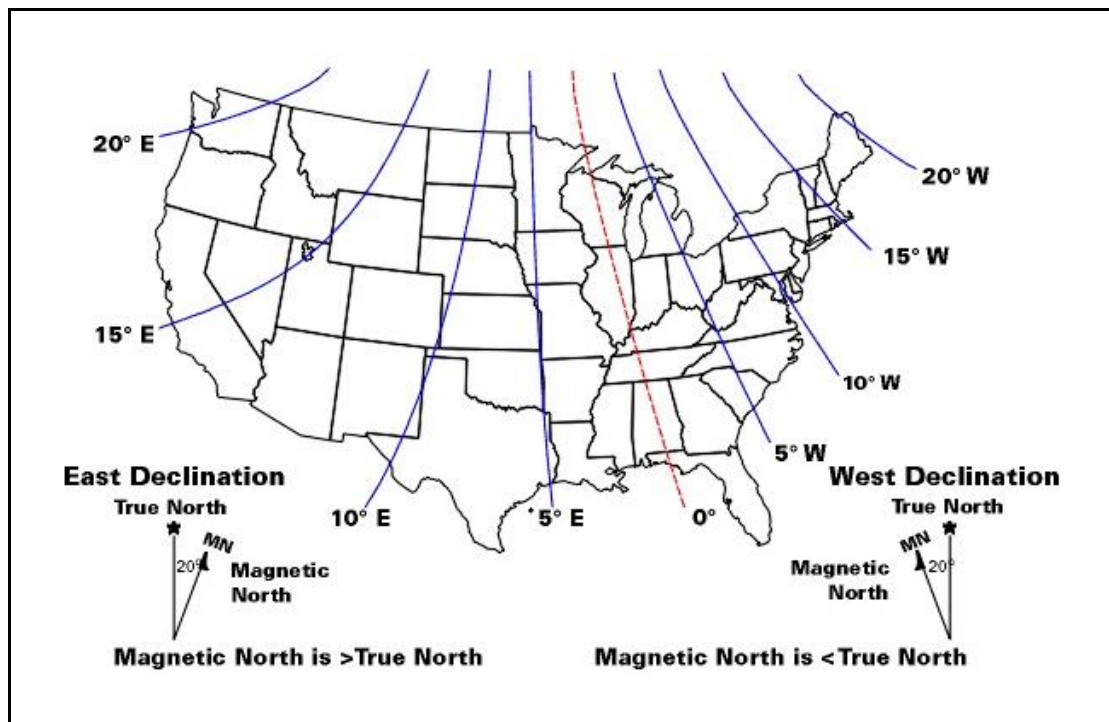 20° E
20° W
15° W
15° E
10° W
5° W
East Declination
True North
10° E
5° E
0°
West Declination
True North
MN
20°
Magnetic
North
MN
20°
Magnetic
North
Magnetic North is >True North
Magnetic North is <True North